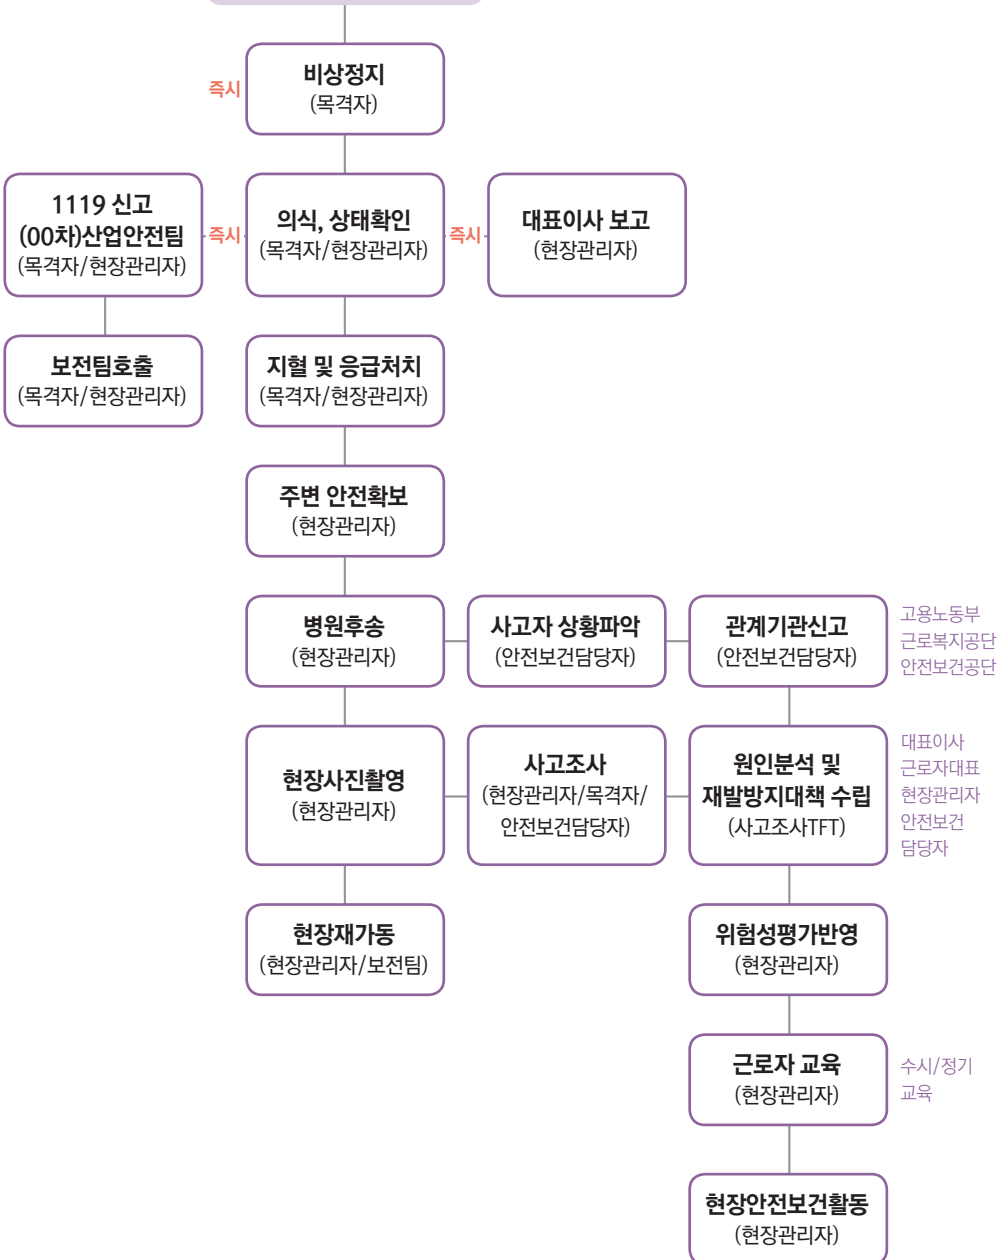 즉시
비상정지
(목격자)
1119 신고
(00차)산업안전팀
(목격자/현장관리자)
즉시
의식, 상태확인
(목격자/현장관리자)
즉시
대표이사 보고
(현장관리자)
보전팀호출
(목격자/현장관리자)
지혈 및 응급처치
(목격자/현장관리자)
주변 안전확보
(현장관리자)
병원후송
(현장관리자)
사고자 상황파악
(안전보건담당자)
관계기관신고
(안전보건담당자)
고용노동부
근로복지공단
안전보건공단
현장사진촬영
(현장관리자)
사고조사
(현장관리자/목격자/
안전보건담당자)
원인분석 및
재발방지대책 수립
(사고조사TFT)
대표이사
근로자대표
현장관리자
안전보건
담당자
현장재가동
(현장관리자/보전팀)
위험성평가반영
(현장관리자)
근로자 교육
(현장관리자)
수시/정기
교육
현장안전보건활동
(현장관리자)